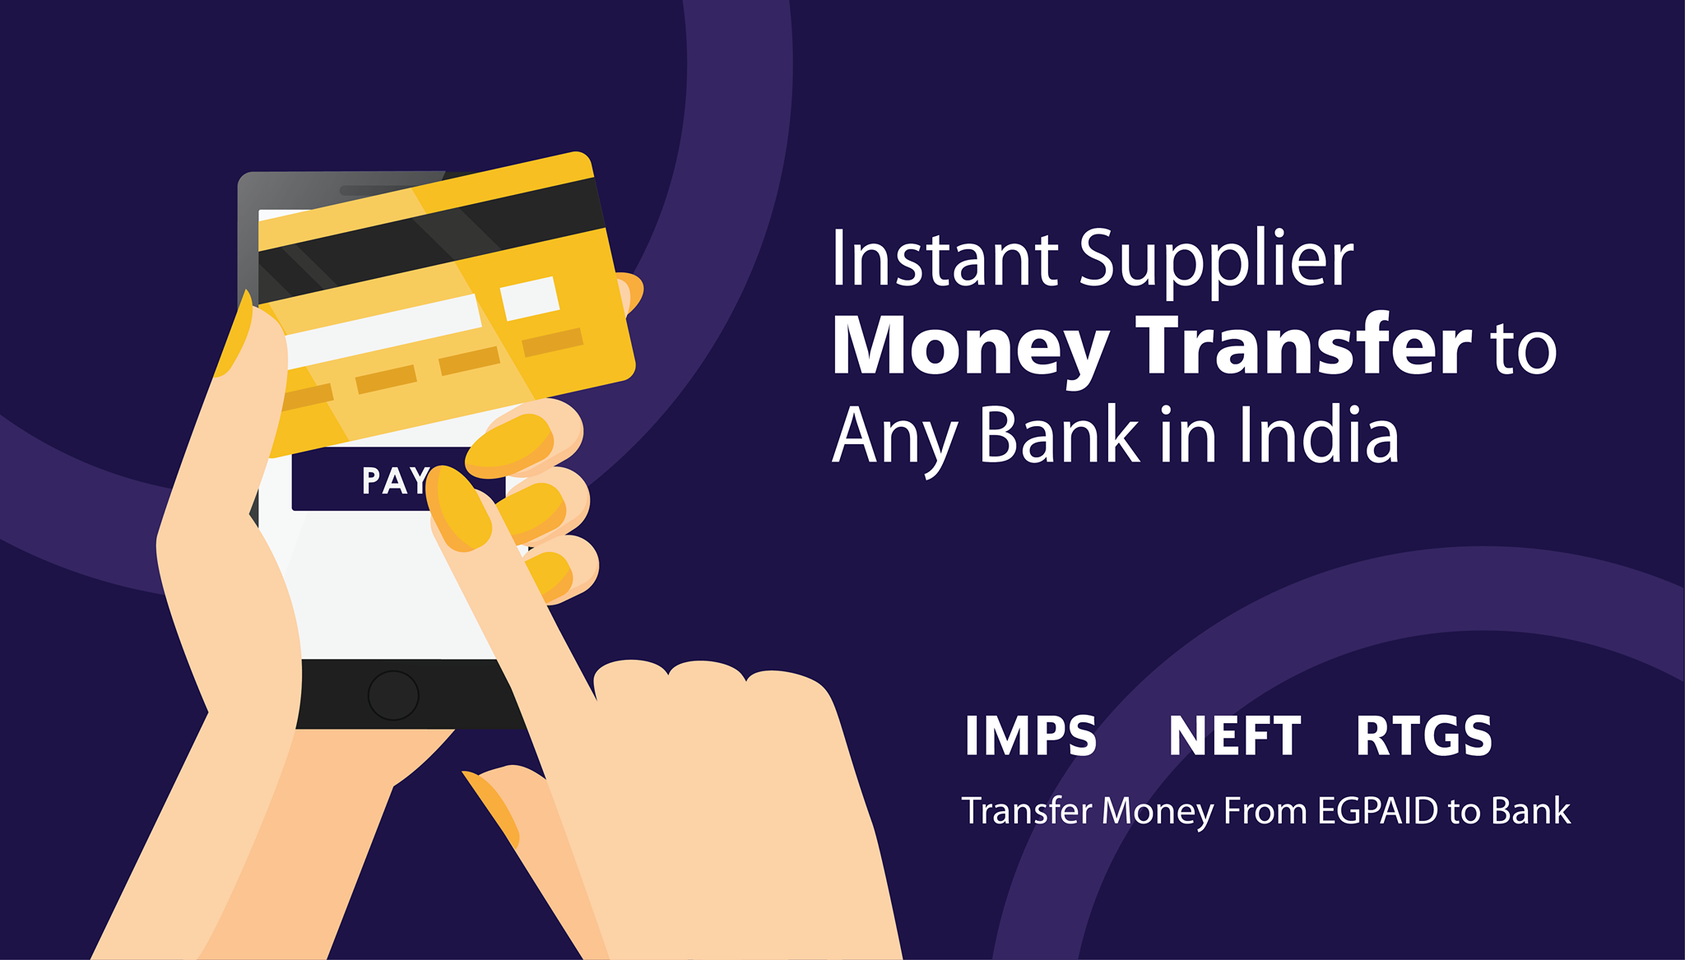 PAY
Instant Supplier
Money Transfer to
Any Bank in India
IMPS NEFT RTGS
Transfer Money From EGPAID to Bank